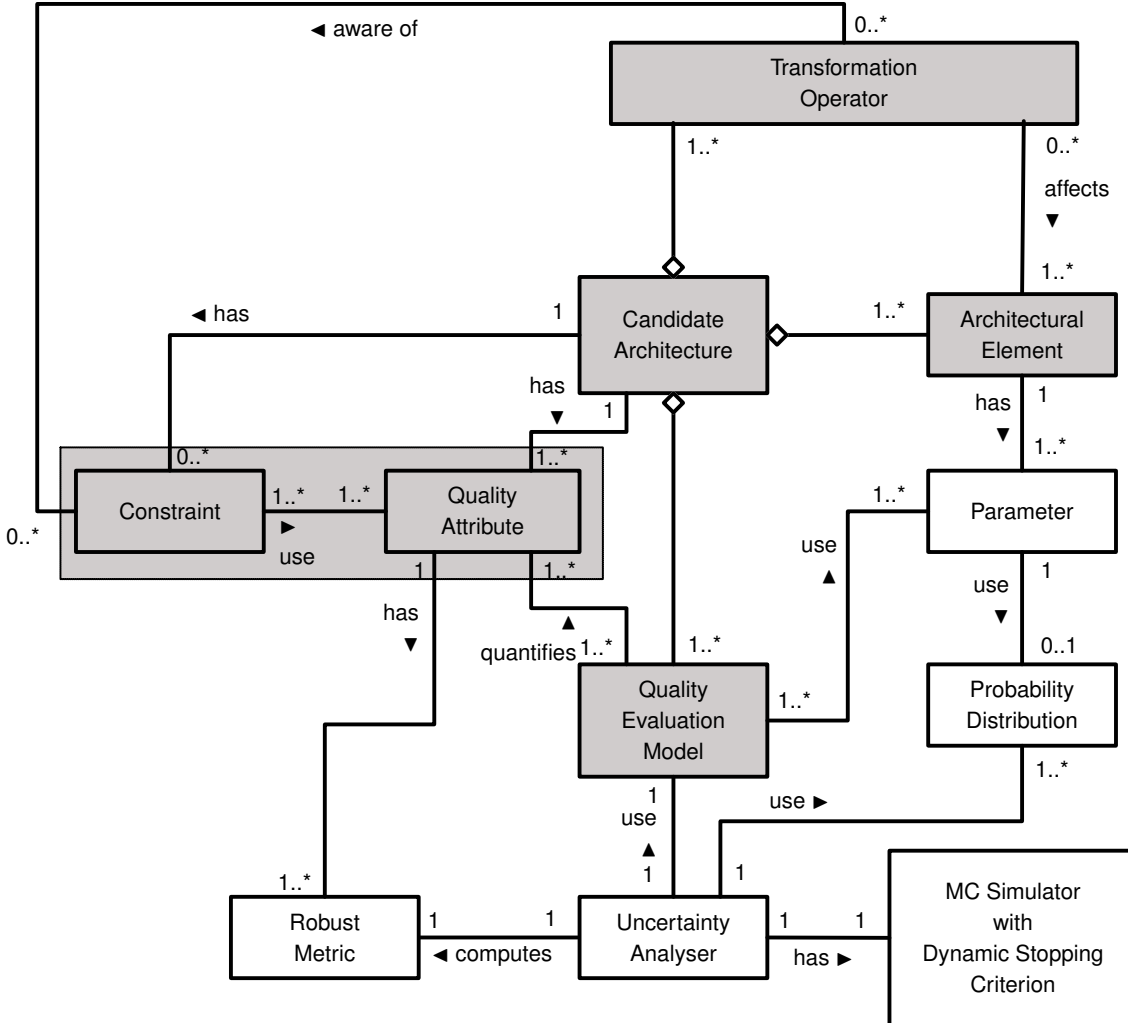 ◄ aware of
0..*
Transformation
Operator
1..*
0..*
affects
▼
1..*
◄ has
1
Candidate
Architecture
1..*
Architectural
Element
has
▼
1
has
▼
1
0..*
1..*
1..*
Constraint
1..*
►
use
1..*
Quality
Attribute
1..*
Parameter
0..*
use
▲
1
1..*
1
use
▼
has
▼
▲
quantifies
1..*
1..*
0..1
Quality
Evaluation
Model
1..*
Probability
Distribution
1..*
1
use
▲
1
use ►
1
1..*
Robust
Metric
1
1
◄ computes
Uncertainty
Analyser
1
1
has ►
MC Simulator
with
Dynamic Stopping
Criterion